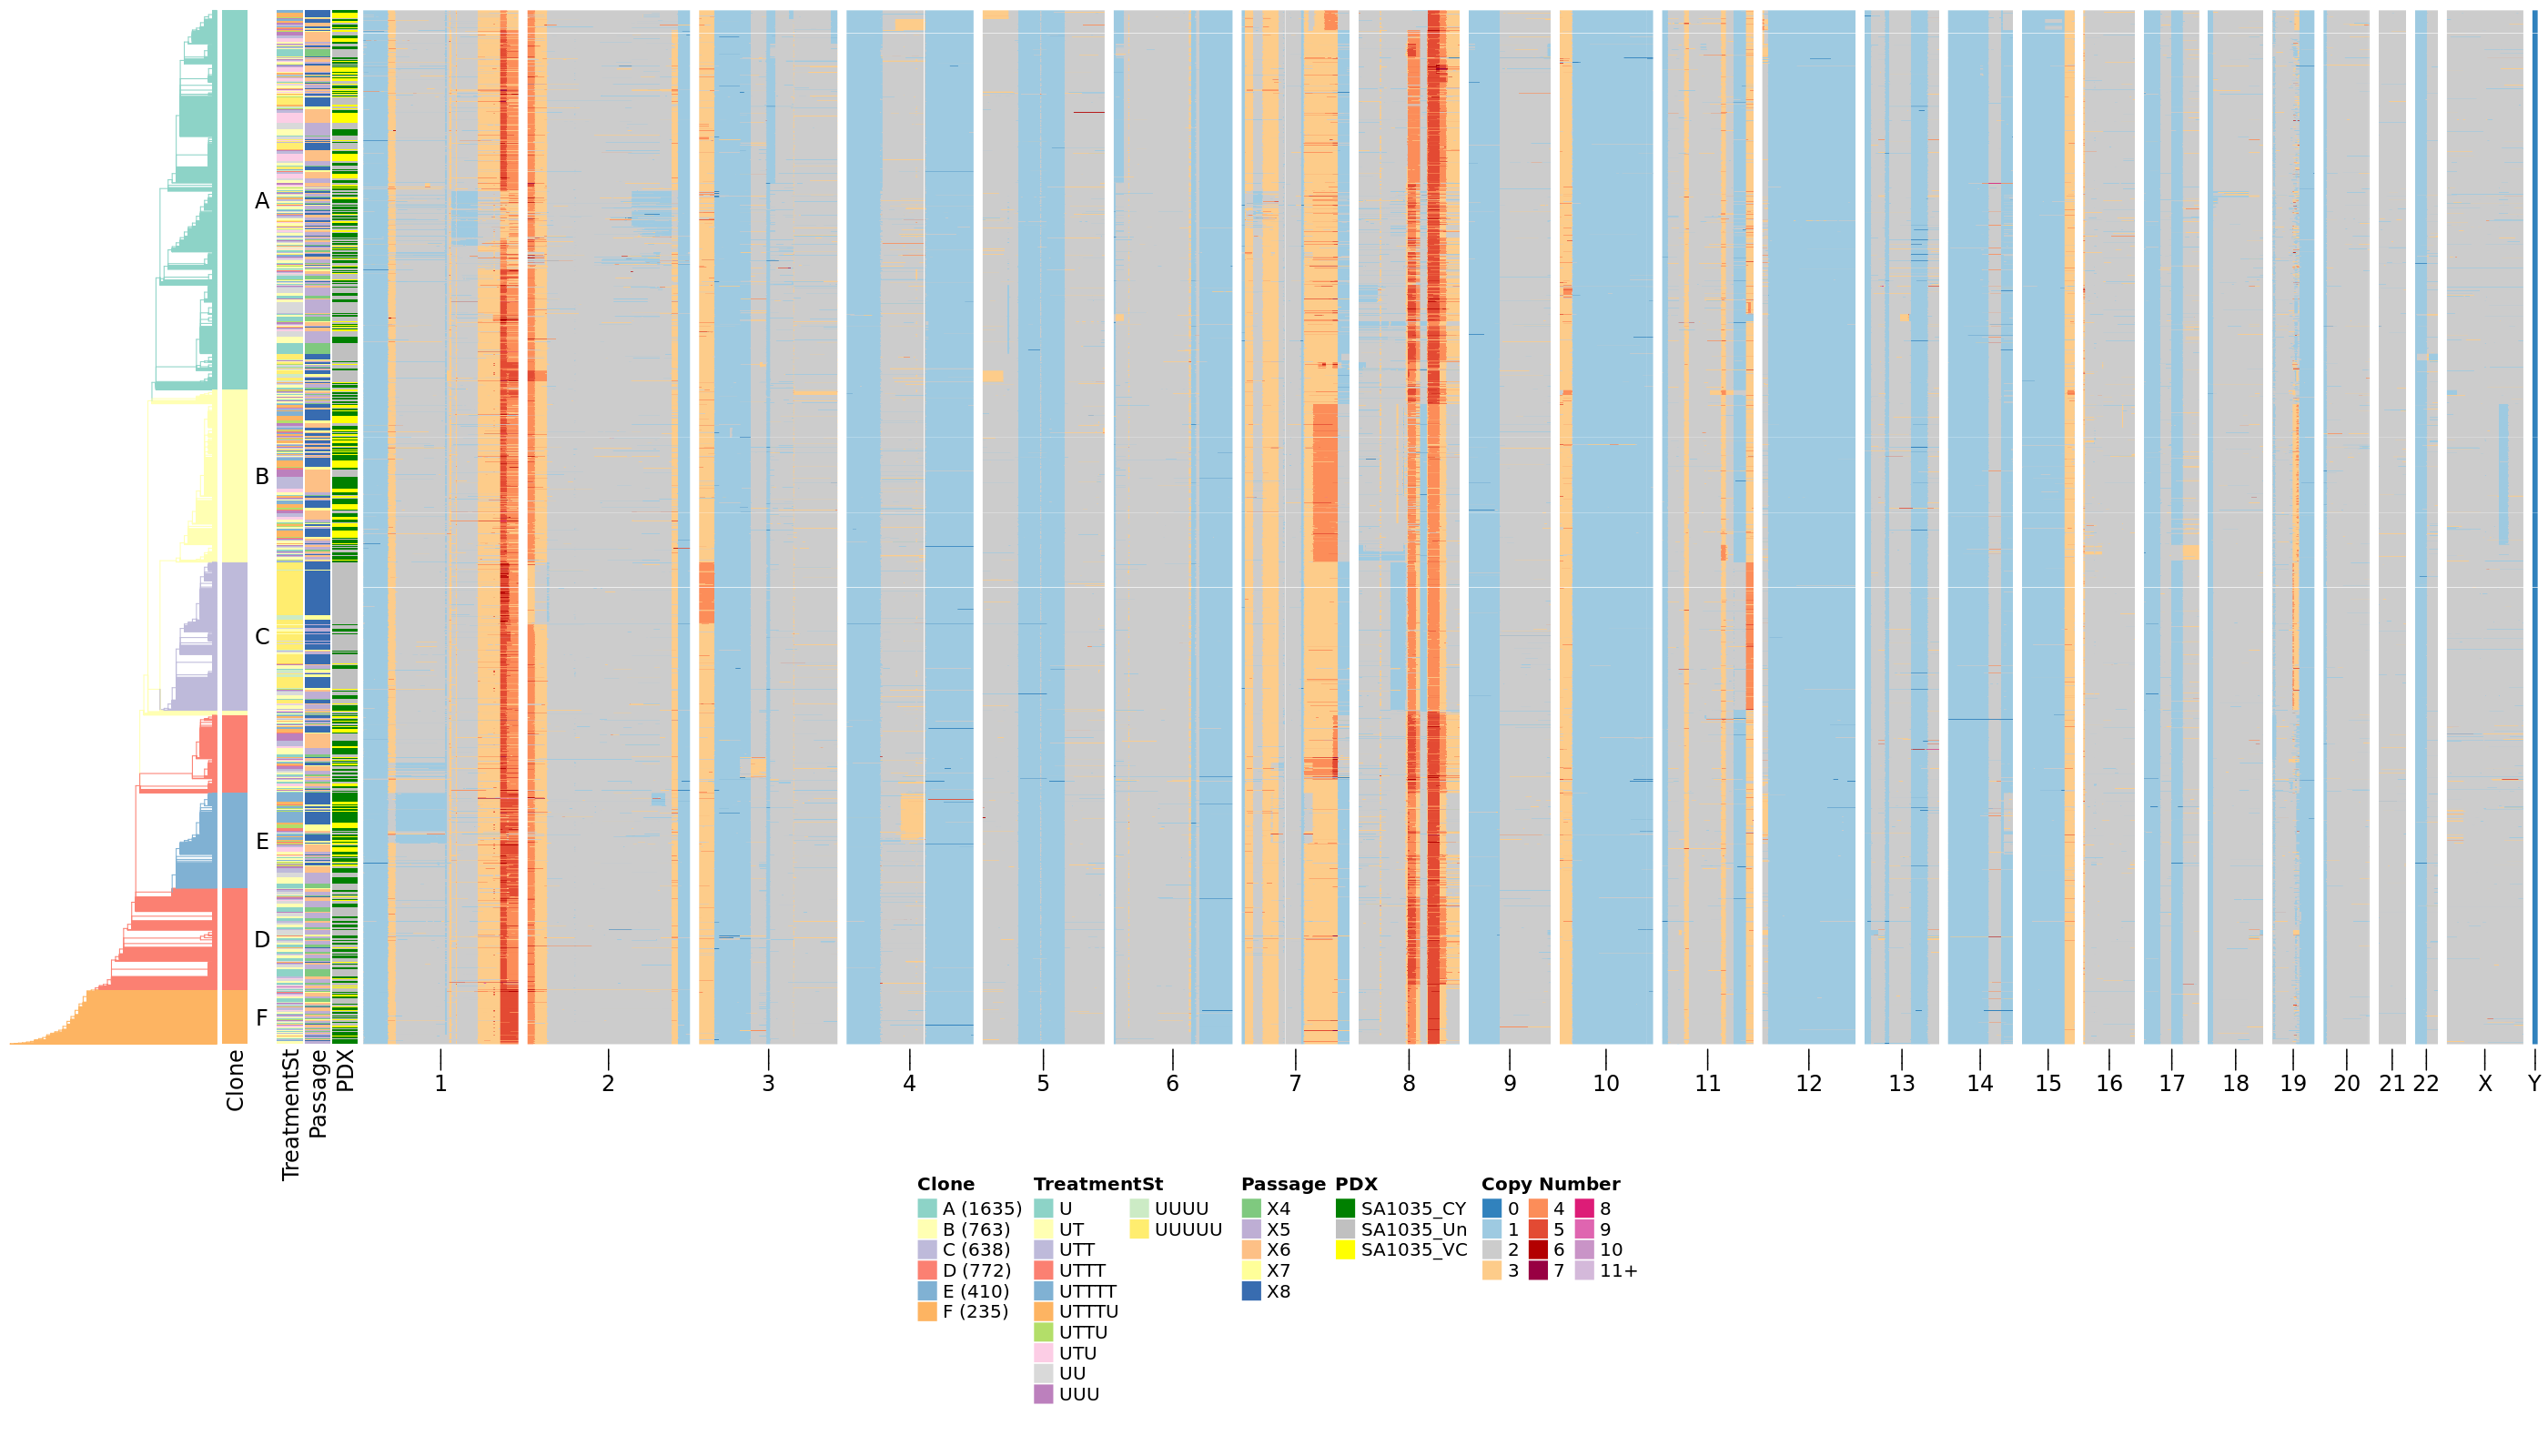 A
B
C
E
D
F
Clone
TreatmentSt
Passage
PDX
1 2 3 4 5 6 7 8 9 10 11 12 13 14 15 16 17 18 19 20 21 22 X Y
Clone TreatmentSt Passage PDX Copy Number
A (1635) U UUUU X4 SA1035_CY 0 4 8
B (763) UT UUUUU X5 SA1035_Un 1 5 9
C (638) UTT X6 SA1035_VC 2 6 10
D (772) UTTT X7 3 7 11+
E (410) UTTTT X8
F (235) UTTTU
UTTU
UTU
UU
UUU